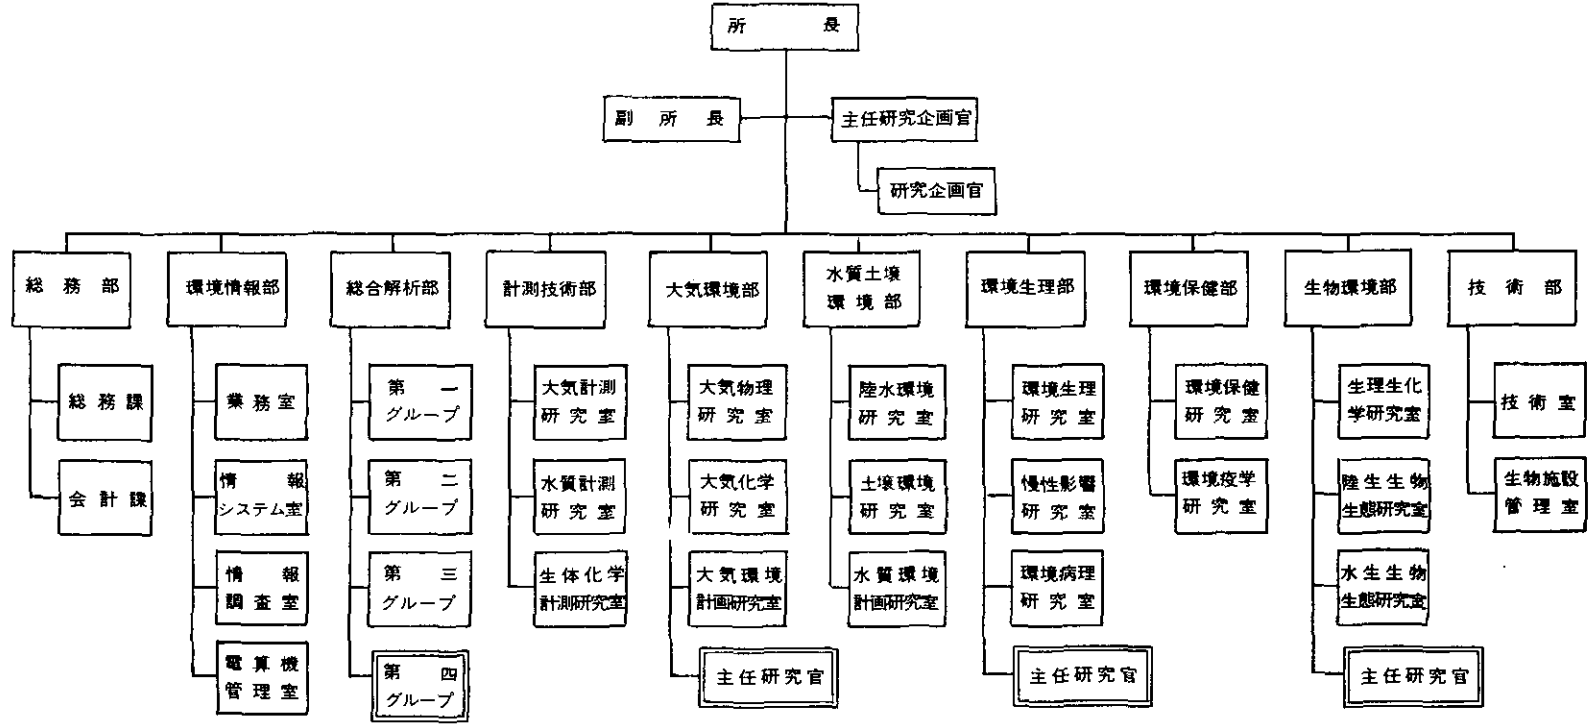 所長
副所長
主任研究企画官
研究企画官
総務部
環境情報部
総合解析部
計測技術部
大気環境部
水質土壌
環境部
環境生理部
環境保健部
生物環境部
技術部
総務課
会計課
業務室
情報
システム室
情報
調査室
電算機
管理室
第一
グループ
第二
グループ
第三
グループ
第四
グループ
大気計測
研究室
水質計測
研究室
生体化学
計測研究室
大気物理
研究室
大気化学
研究室
大気環境
計画研究室
主任研究官
陸水環境
研究室
土壌環境
研究室
水質環境
計画研究室
環境生理
研究室
慢性影響
研究室
環境病理
研究室
主任研究官
環境保健
研究室
環境疫学
研究室
生理生化
学研究室
陸生生物
生態研究室
水生生物
生態研究室
主任研究官
技術室
生物施設
管理室